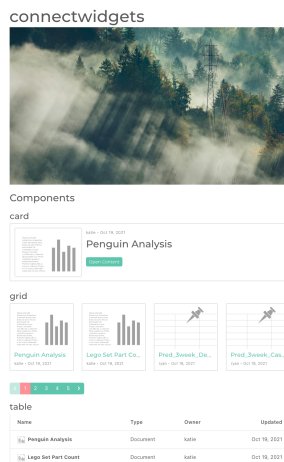 connectwidgets
Components
card
katie – Oct 19, 2021
Penguin Analysis
Open Content
grid
Penguin Analysis
katie – Oct 19, 2021
Lego Set Part Co...
katie – Oct 19, 2021
Pred_3week_De...
ryan – Oct 19, 2021
Pred_3week_Cas...
ryan – Oct 19, 2021
1 2 3 4 5
table
Name Type Owner Updated
Penguin Analysis Document katie Oct 19, 2021
Lego Set Part Count Document katie Oct 19, 2021